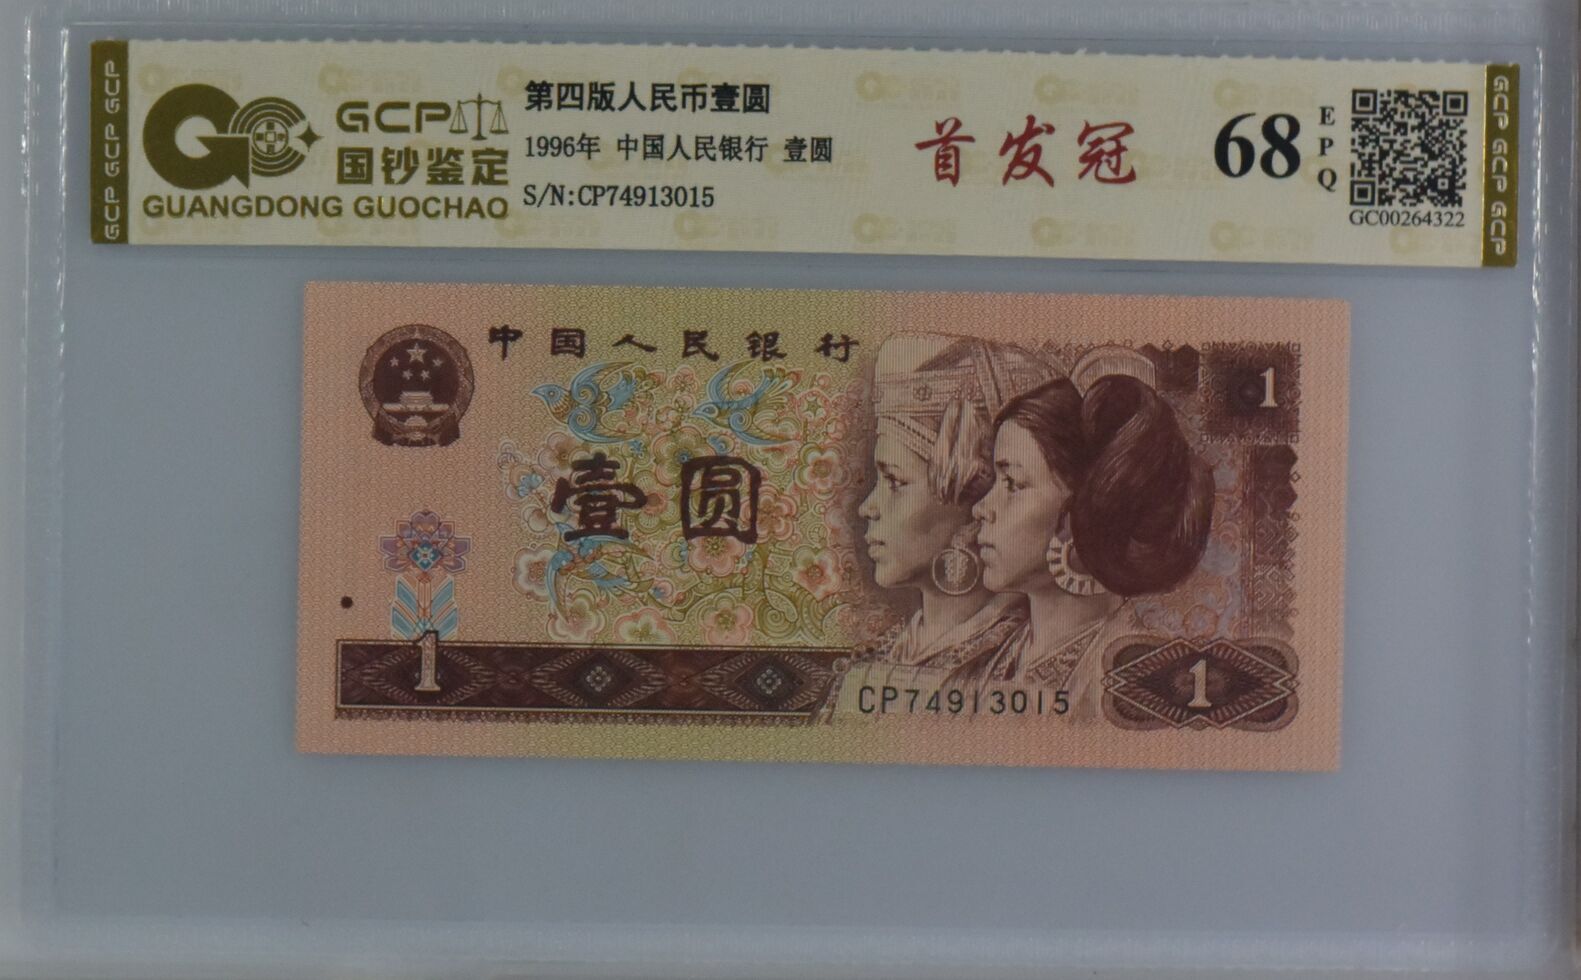 GCP GCP GCP
GCP
国钞鉴定
GUANGDONG GUOCHAO
第四版人民币壹圆
1996年 中国人民银行 壹圆
S/N:CP74913015
首发冠
68
EPQ
GC00264322
GCP GCP GCP
中国人民银行
1
壹圆
1
CP74913015
1